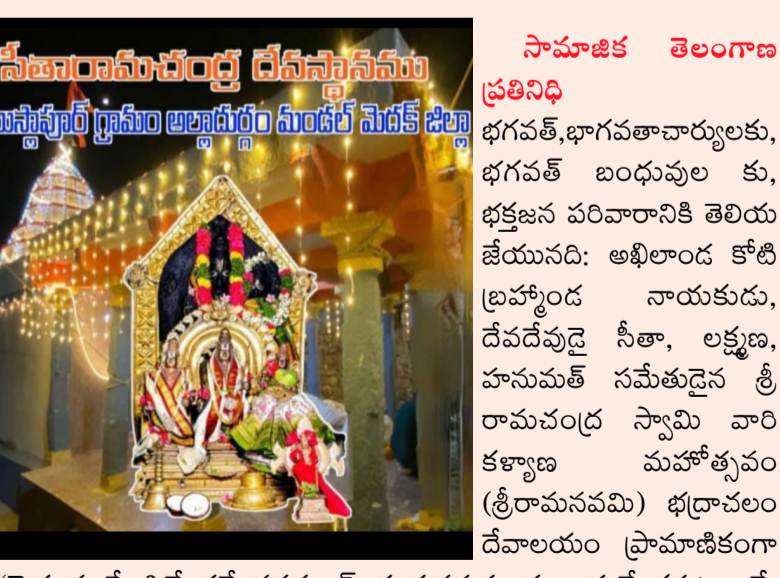 సీతారామచంద్ర దేవస్థానము
గ్రామం అల్లాదుర్గం మండల్ మెదక్ జిల్లా
సామాజిక తెలంగాణ
ప్రతినిధి
భగవత్,భాగవతాచార్యులకు,
భగవత్ బంధువుల కు,
భక్తజన పరివారానికి తెలియ
జేయునది: అఖిలాండ కోటి
బ్రహ్మాండ నాయకుడు,
దేవదేవుడై సీతా, లక్ష్మణ,
హనుమత్ సమేతుడైన శ్రీ
రామచంద్ర స్వామి వారి
కళ్యాణ మహోత్సవం
(శ్రీరామనవమి) భద్రాచలం
దేవాలయం ప్రామాణికంగా